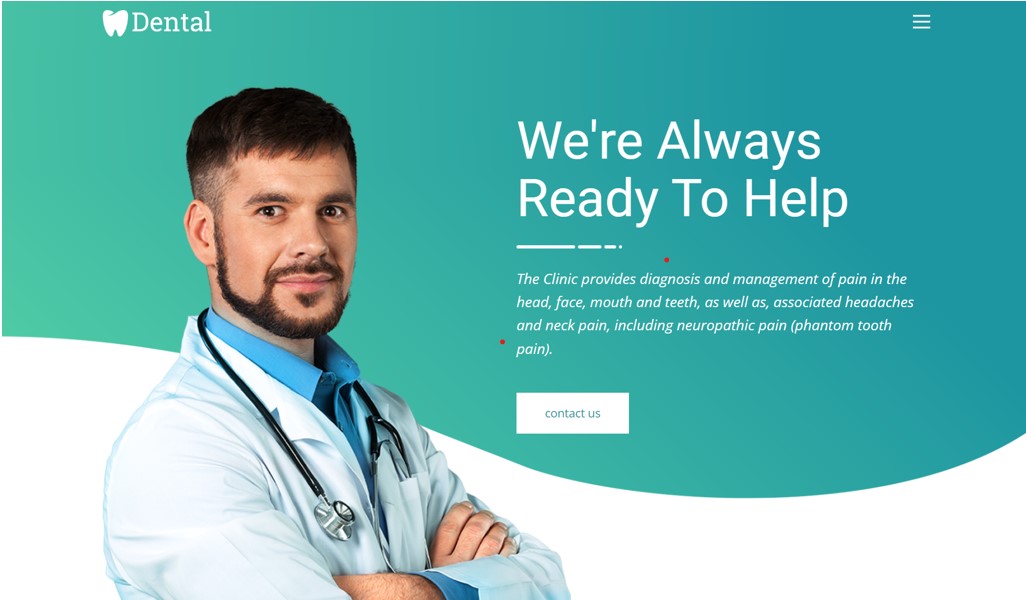 Dental
We're Always
Ready To Help
The Clinic provides diagnosis and management of pain in the
head, face, mouth and teeth, as well as, associated headaches
and neck pain, including neuropathic pain (phantom tooth
pain).
contact us